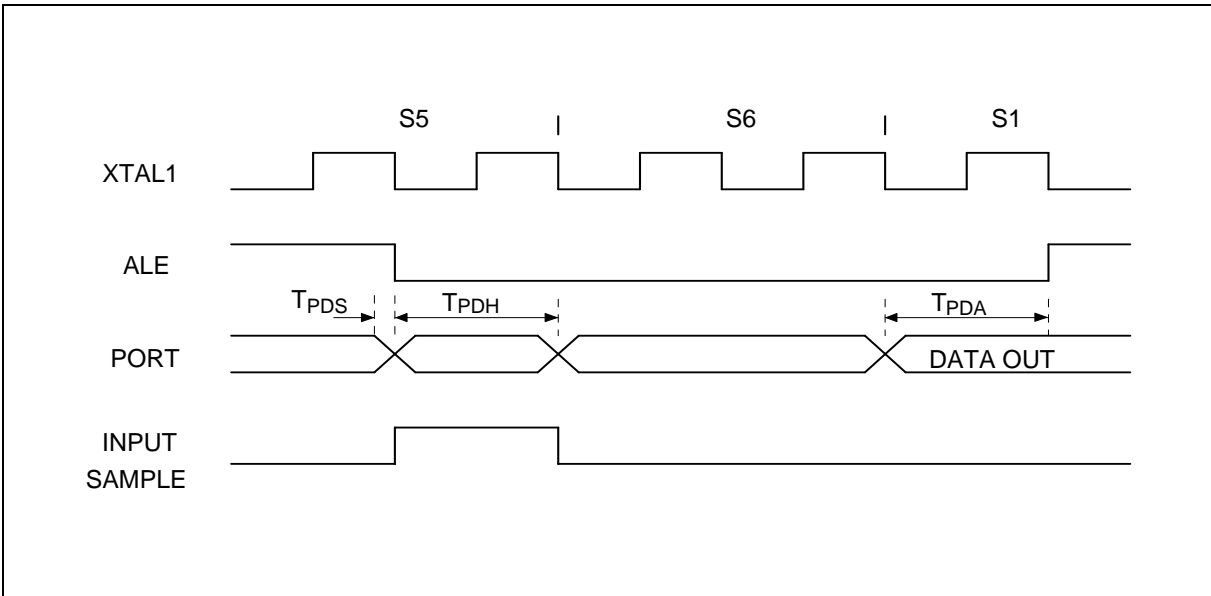 S5 S6 S1
XTAL1
ALE
TPDS TPDH TPDA
PORT DATA OUT
INPUT
SAMPLE